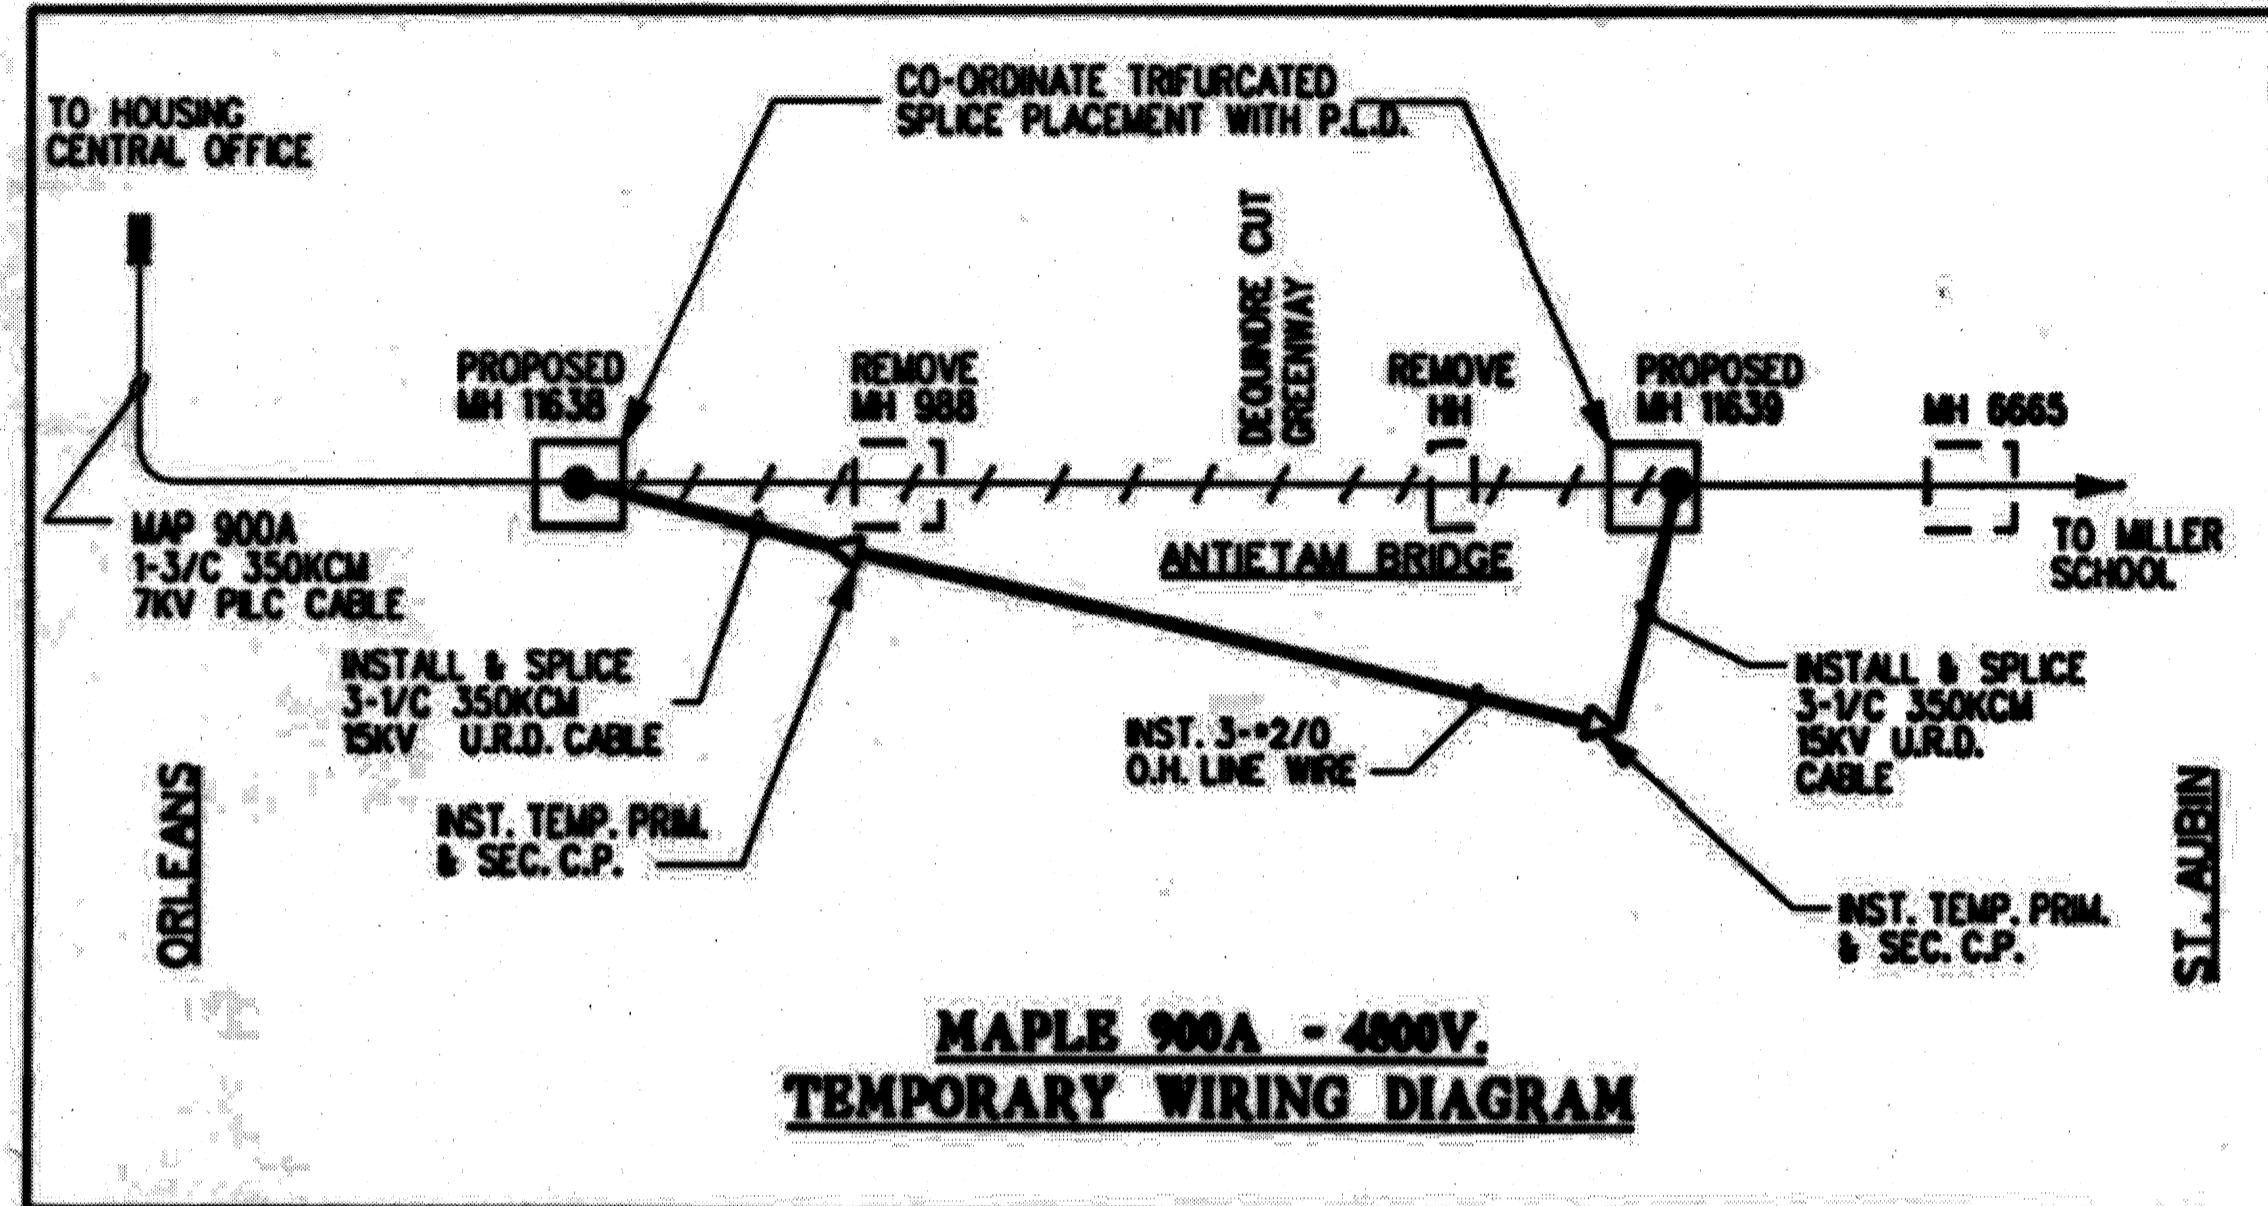 TO HOUSING
CENTRAL OFFICE
CO-ORDINATE TRIFURCATED
SPLICE PLACEMENT WITH P.L.D.
DEQUINDRE CUT
GREENWAY
PROPOSED
MH 11638
REMOVE
MH 988
REMOVE
HH
PROPOSED
MH 11639
MH 6665
MAP 900A
1-3/C 350KCM
7KV PILC CABLE
ANTIETAM BRIDGE
TO MILLER
SCHOOL
INSTALL & SPLICE
3-1/C 350KCM
15KV U.R.D. CABLE
INST. 3-#2/0
O.H. LINE WIRE
INSTALL & SPLICE
3-1/C 350KCM
15KV U.R.D.
CABLE
ORLEANS
INST. TEMP. PRIM.
& SEC. C.P.
INST. TEMP. PRIM.
& SEC. C.P.
ST. AUBIN
MAPLE 900A - 4800V.
TEMPORARY WIRING DIAGRAM